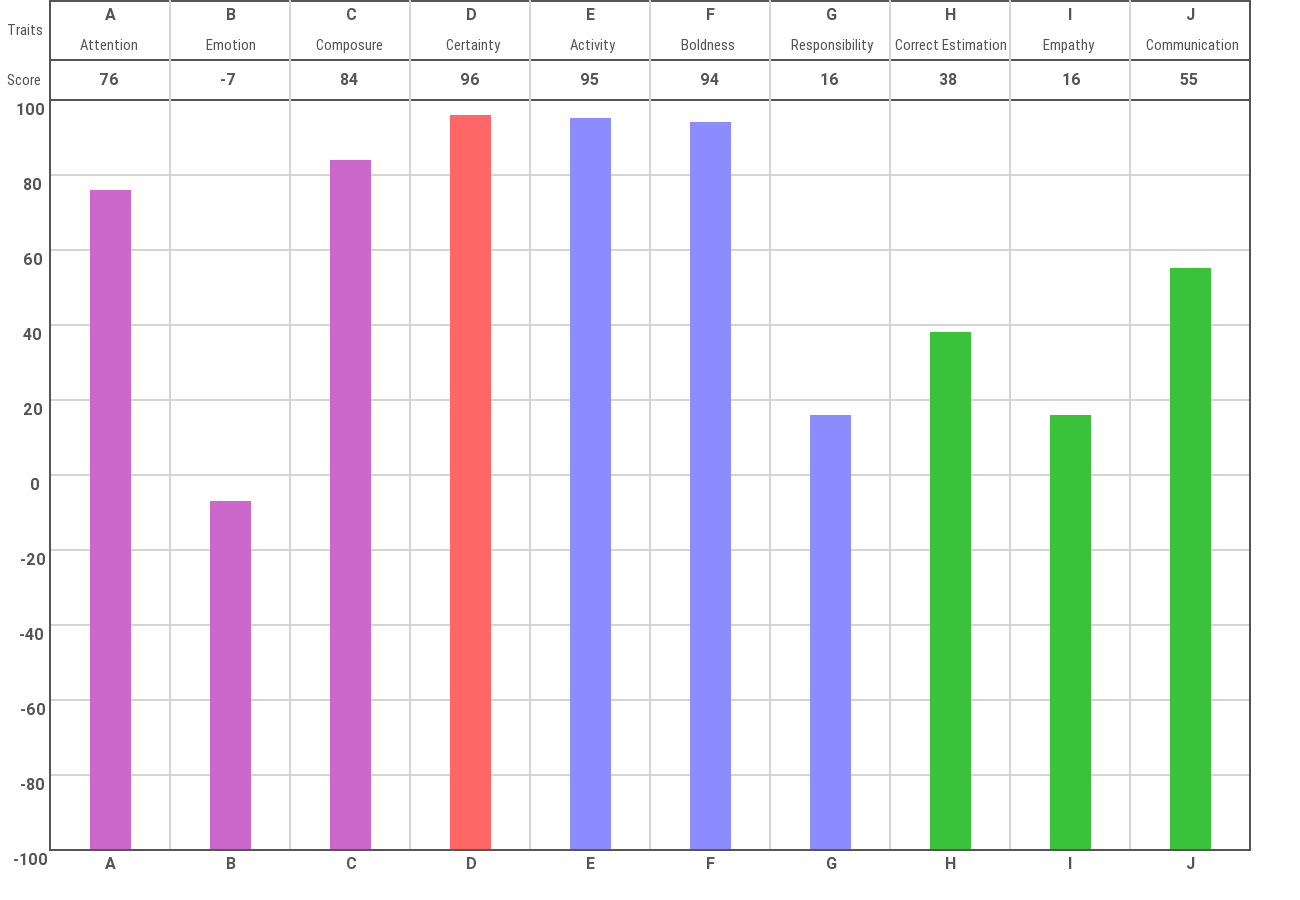 A B C D E F G H I J
Traits
Attention Emotion Composure Certainty Activity Boldness Responsibility Correct Estimation Empathy Communication
Score 76 -7 84 96 95 94 16 38 16 55
100
80
60
40
20
0
-20
-40
-60
-80
-100
A B C D E F G H I J